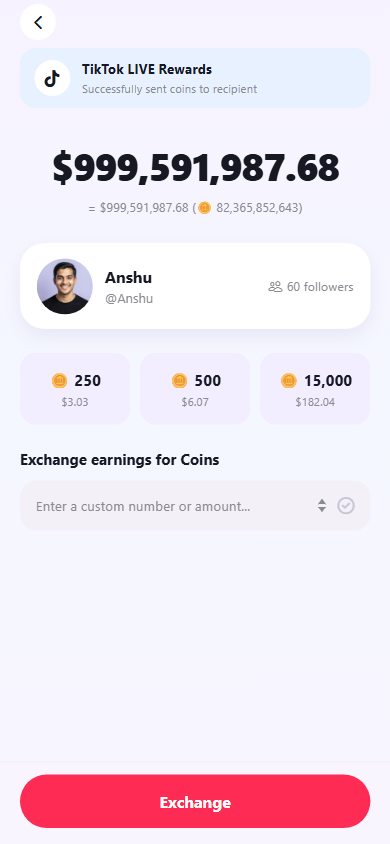 TikTok LIVE Rewards
Successfully sent coins to recipient
$999,591,987.68
= $999,591,987.68 ( 82,365,852,643)
Anshu
@Anshu
60 followers
250
$3.03
500
$6.07
15,000
$182.04
Exchange earnings for Coins
Enter a custom number or amount...
Exchange